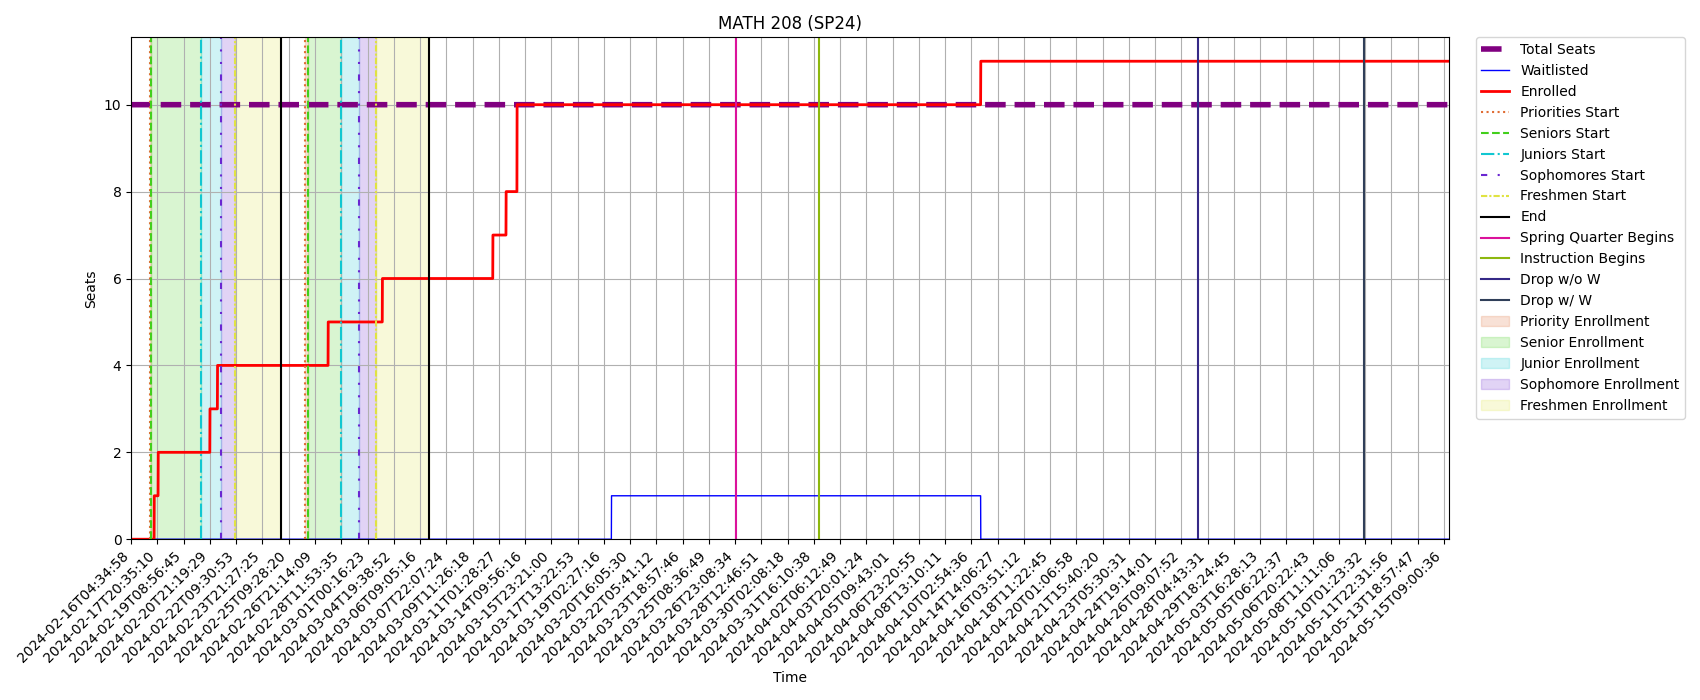 MATH 208 (SP24)
Seats
10
8
6
4
2
0
2024-02-16T04:34:58
2024-02-17T20:35:10
2024-02-19T08:56:45
2024-02-20T21:19:29
2024-02-22T09:30:53
2024-02-23T21:27:23
2024-02-25T09:28:20
2024-02-26T21:14:09
2024-02-28T11:53:35
2024-03-01T00:16:23
2024-03-04T19:38:52
2024-03-06T09:05:16
2024-03-07T22:07:24
2024-03-09T11:26:18
2024-03-11T01:28:27
2024-03-14T09:56:16
2024-03-15T23:21:00
2024-03-17T13:22:53
2024-03-19T02:27:16
2024-03-20T16:05:30
2024-03-22T05:41:12
2024-03-23T18:57:46
2024-03-25T08:36:49
2024-03-26T23:08:34
2024-03-28T12:46:51
2024-03-30T02:08:18
2024-03-31T16:10:38
2024-04-02T06:12:49
2024-04-03T20:01:24
2024-04-05T09:43:01
2024-04-06T23:20:55
2024-04-08T13:10:11
2024-04-10T02:54:36
2024-04-14T14:06:27
2024-04-16T03:51:12
2024-04-18T11:22:45
2024-04-20T01:06:58
2024-04-21T15:40:20
2024-04-23T05:30:31
2024-04-24T19:14:01
2024-04-26T09:07:52
2024-04-28T04:43:31
2024-04-29T18:24:45
2024-05-03T16:28:13
2024-05-05T06:22:37
2024-05-06T20:22:43
2024-05-08T11:11:06
2024-05-10T01:23:32
2024-05-11T22:31:56
2024-05-13T18:57:47
2024-05-15T09:00:36
Time
Total Seats
Waitlisted
Enrolled
Priorities Start
Seniors Start
Juniors Start
Sophomores Start
Freshmen Start
End
Spring Quarter Begins
Instruction Begins
Drop w/o W
Drop w/ W
Priority Enrollment
Senior Enrollment
Junior Enrollment
Sophomore Enrollment
Freshmen Enrollment